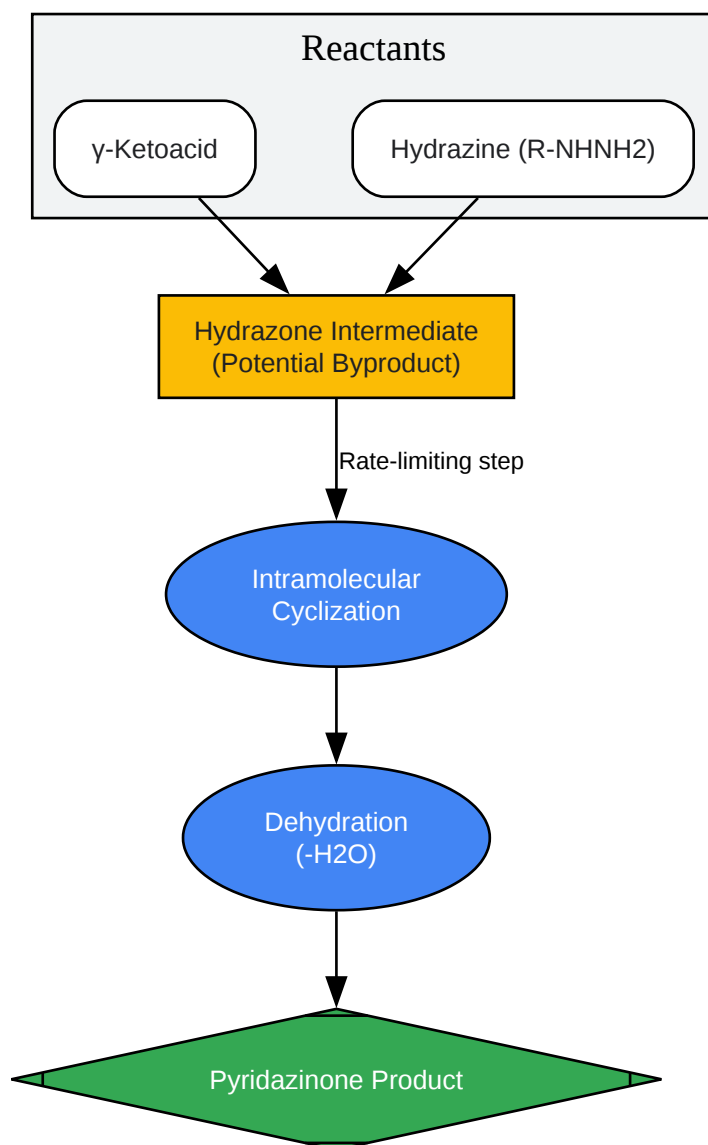 Reactants
γ-Ketoacid
Hydrazine (R-NHNH2)
Hydrazone Intermediate
(Potential Byproduct)
Rate-limiting step
Intramolecular
Cyclization
Dehydration
(-H2O)
Pyridazinone Product